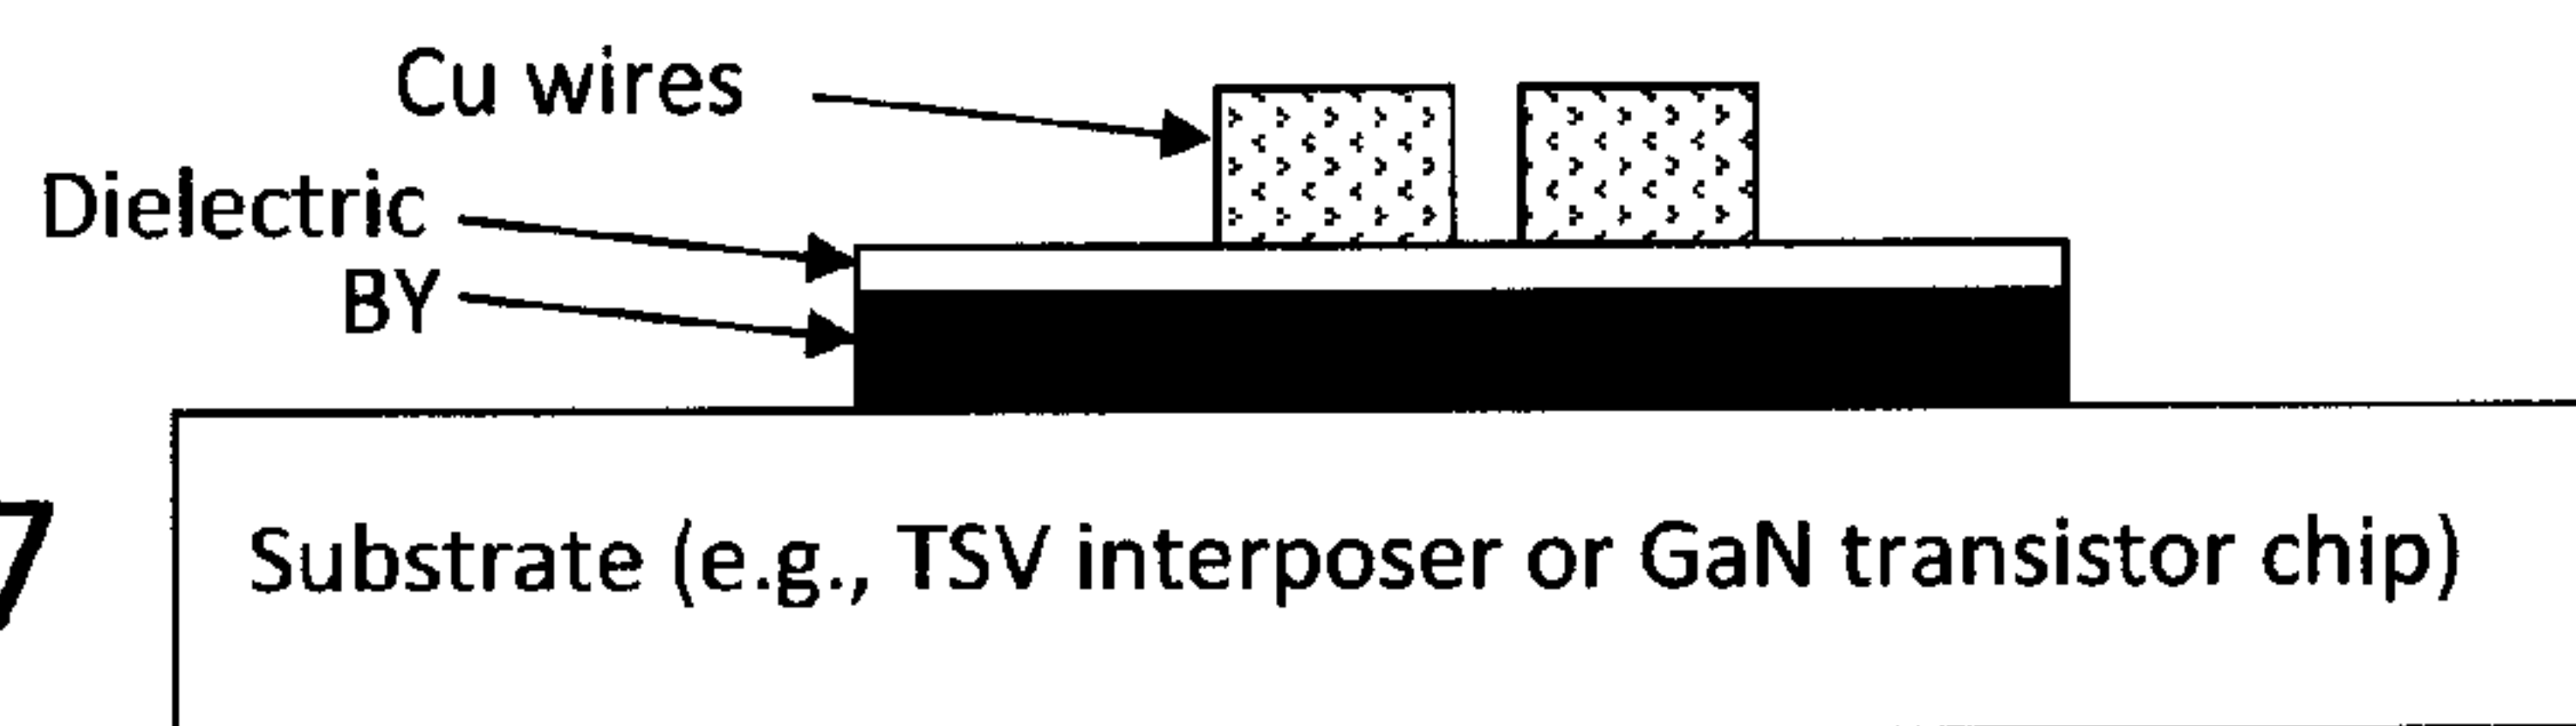 Cu wires
Dielectric
BY
7
Substrate (e.g., TSV interposer or GaN transistor chip)